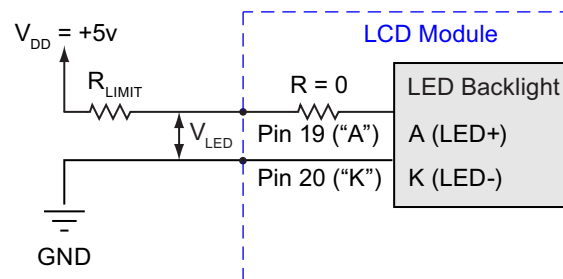 V_DD = +5v
LCD Module
R_LIMIT
R = 0
LED Backlight
V_LED
Pin 19 (“A”)
A (LED+)
Pin 20 (“K”)
K (LED-)
GND